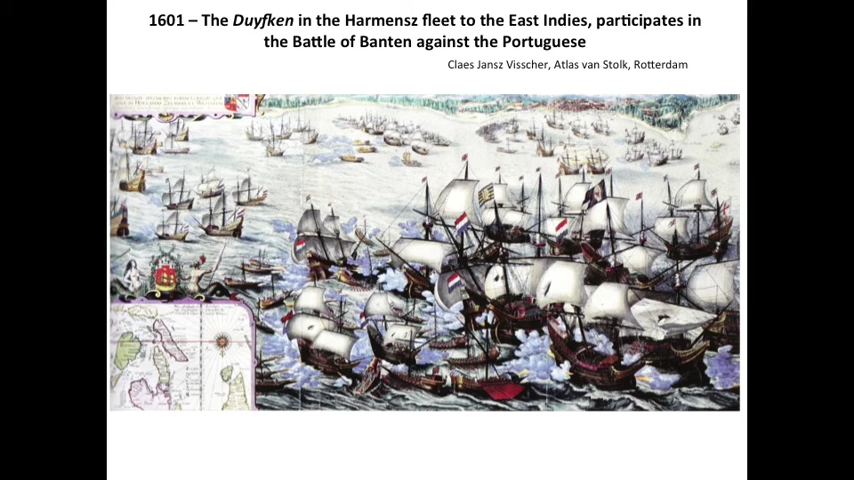 1601 – The Duyfken in the Harmensz fleet to the East Indies, participates in
the Battle of Banten against the Portuguese
Claes Jansz Visscher, Atlas van Stolk, Rotterdam